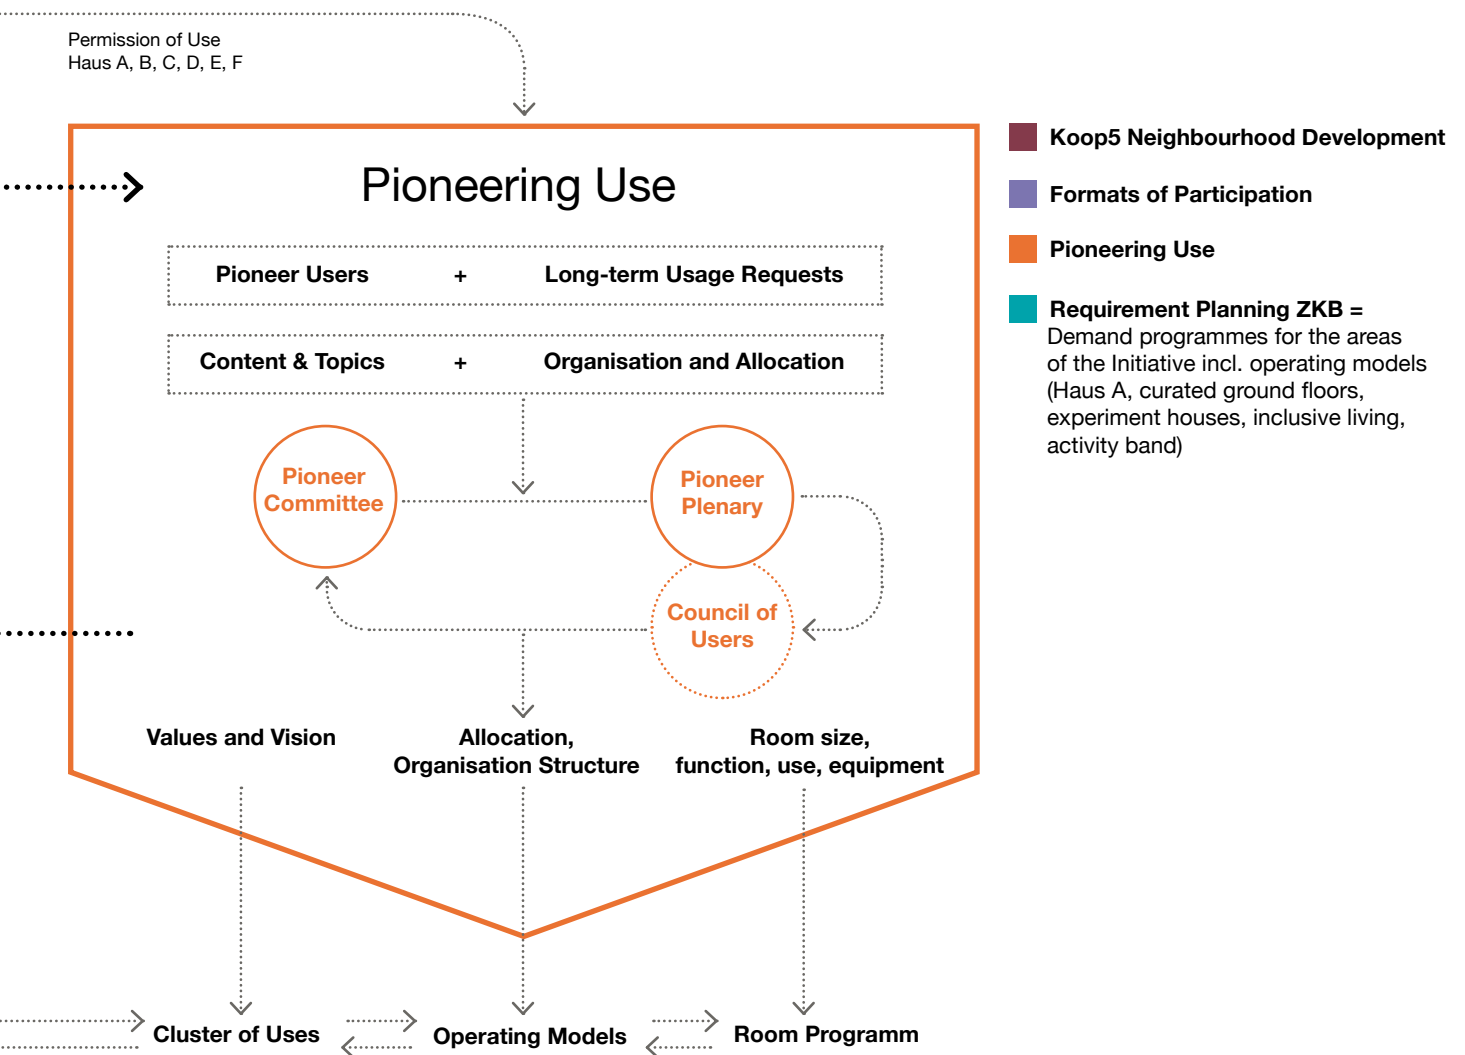 Permission of Use
Haus A, B, C, D, E, F
Pioneering Use
Pioneer Users + Long-term Usage Requests
Content & Topics + Organisation and Allocation
Pioneer
Committee
Pioneer
Plenary
Council of
Users
Values and Vision
Allocation,
Organisation Structure
Room size,
function, use, equipment
Cluster of Uses
Operating Models
Room Programm
Koop5 Neighbourhood Development
Formats of Participation
Pioneering Use
Requirement Planning ZKB =
Demand programmes for the areas
of the Initiative incl. operating models
(Haus A, curated ground floors,
experiment houses, inclusive living,
activity band)